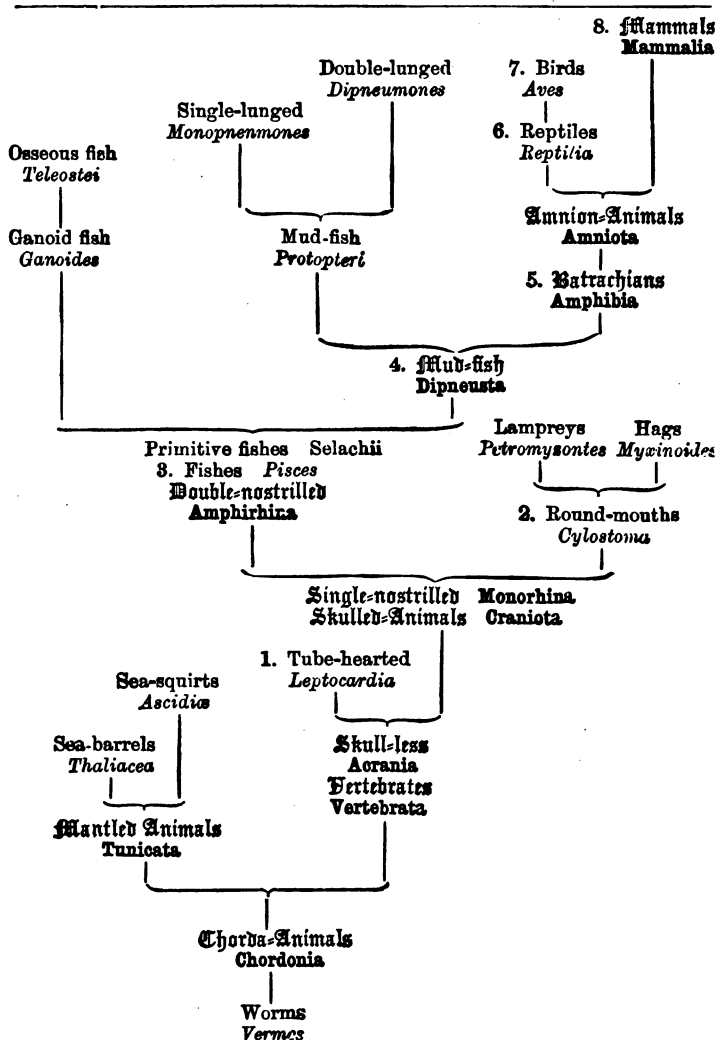 8. Mammals
Mammalia
Double-lunged
Dipneumones
7. Birds
Aves
Single-lunged
Monopnenmones
6. Reptiles
Reptilia
Osseous fish
Teleostei
Amnion-Animals
Amniota
Ganoid fish
Ganoides
Mud-fish
Protopteri
5. Batrachians
Amphibia
4. Mud-fish
Dipneusta
Lampreys
Petromyzontes
Hags
Myxinoides
Primitive fishes Selachii
3. Fishes Pisces
Double-nostrilled
Amphirhina
2. Round-mouths
Cylostoma
Single-nostrilled Monorhina
Skulled-Animals Craniota
1. Tube-hearted
Leptocardia
Sea-squirts
Ascidiæ
Sea-barrels
Thaliacea
Skull-less
Acrania
Vertebrates
Vertebrata
Mantled Animals
Tunicata
Chorda-Animals
Chordonia
Worms
Vermes